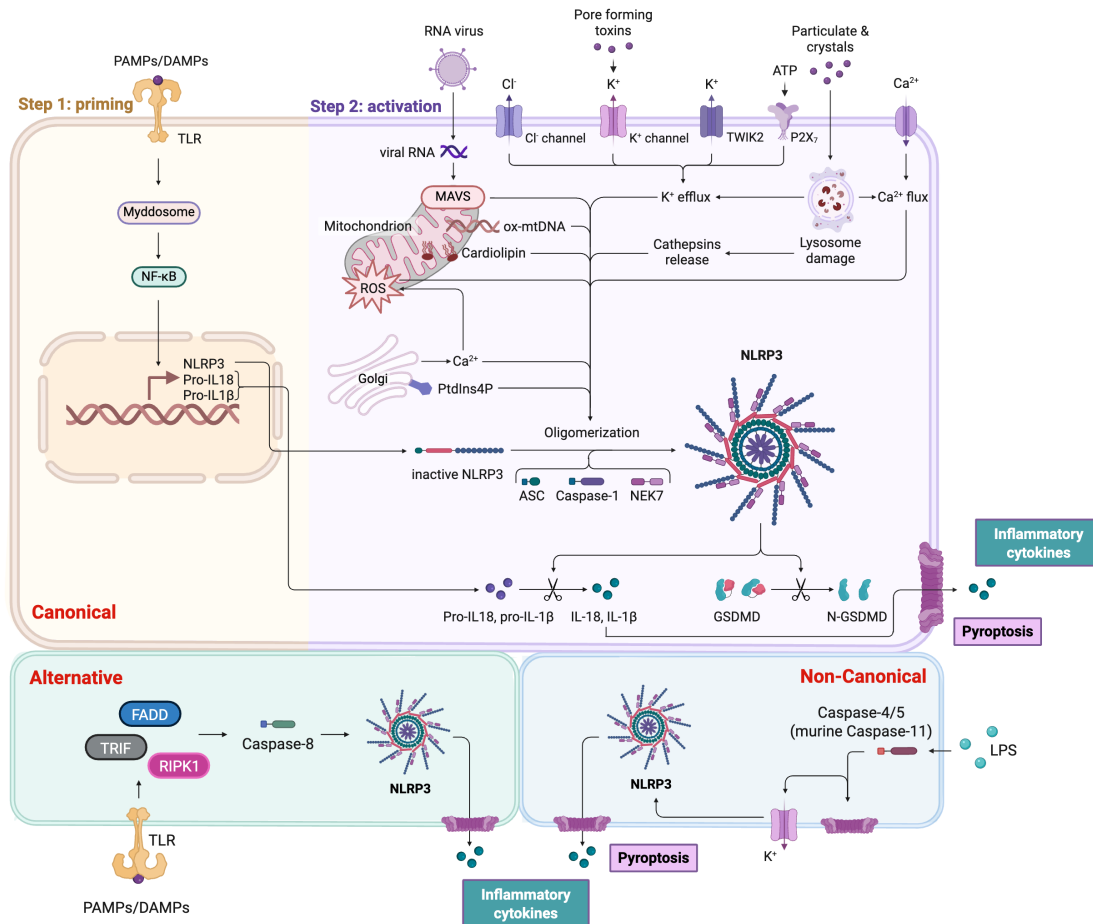 RNA virus
Pore forming
toxins
Particulate &
crystals
PAMPs/DAMPs
Step 1: priming
Step 2: activation
Cl⁻
K⁺
K⁺
ATP
Ca²⁺
TLR
Cl⁻ channel
K⁺ channel
TWIK2
P2X₇
viral RNA
MAVS
K⁺ efflux
Ca²⁺ flux
Myddosome
Mitochondrion
ox-mtDNA
Cardiolipin
Cathepsins
release
Lysosome
damage
NF-κB
ROS
NLRP3
Pro-IL18
Pro-IL1β
Golgi
Ca²⁺
PtdIns4P
NLRP3
Oligomerization
inactive NLRP3
ASC
Caspase-1
NEK7
Inflammatory
cytokines
Canonical
Pro-IL18, pro-IL-1β
IL-18, IL-1β
GSDMD
N-GSDMD
Pyroptosis
Alternative
FADD
TRIF
RIPK1
Caspase-8
NLRP3
TLR
PAMPs/DAMPs
Inflammatory
cytokines
Non-Canonical
Caspase-4/5
(murine Caspase-11)
LPS
NLRP3
K⁺
Pyroptosis